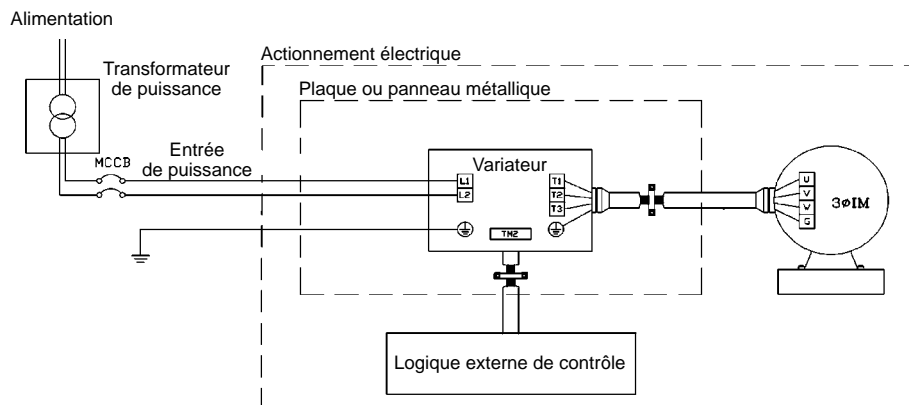 Alimentation
Actionnement électrique
Transformateur
de puissance
Plaque ou panneau métallique
MCCB
Entrée
de puissance
Variateur
L1
L2
T1
T2
T3
TM2
U
V
V
G
3øIM
Logique externe de contrôle